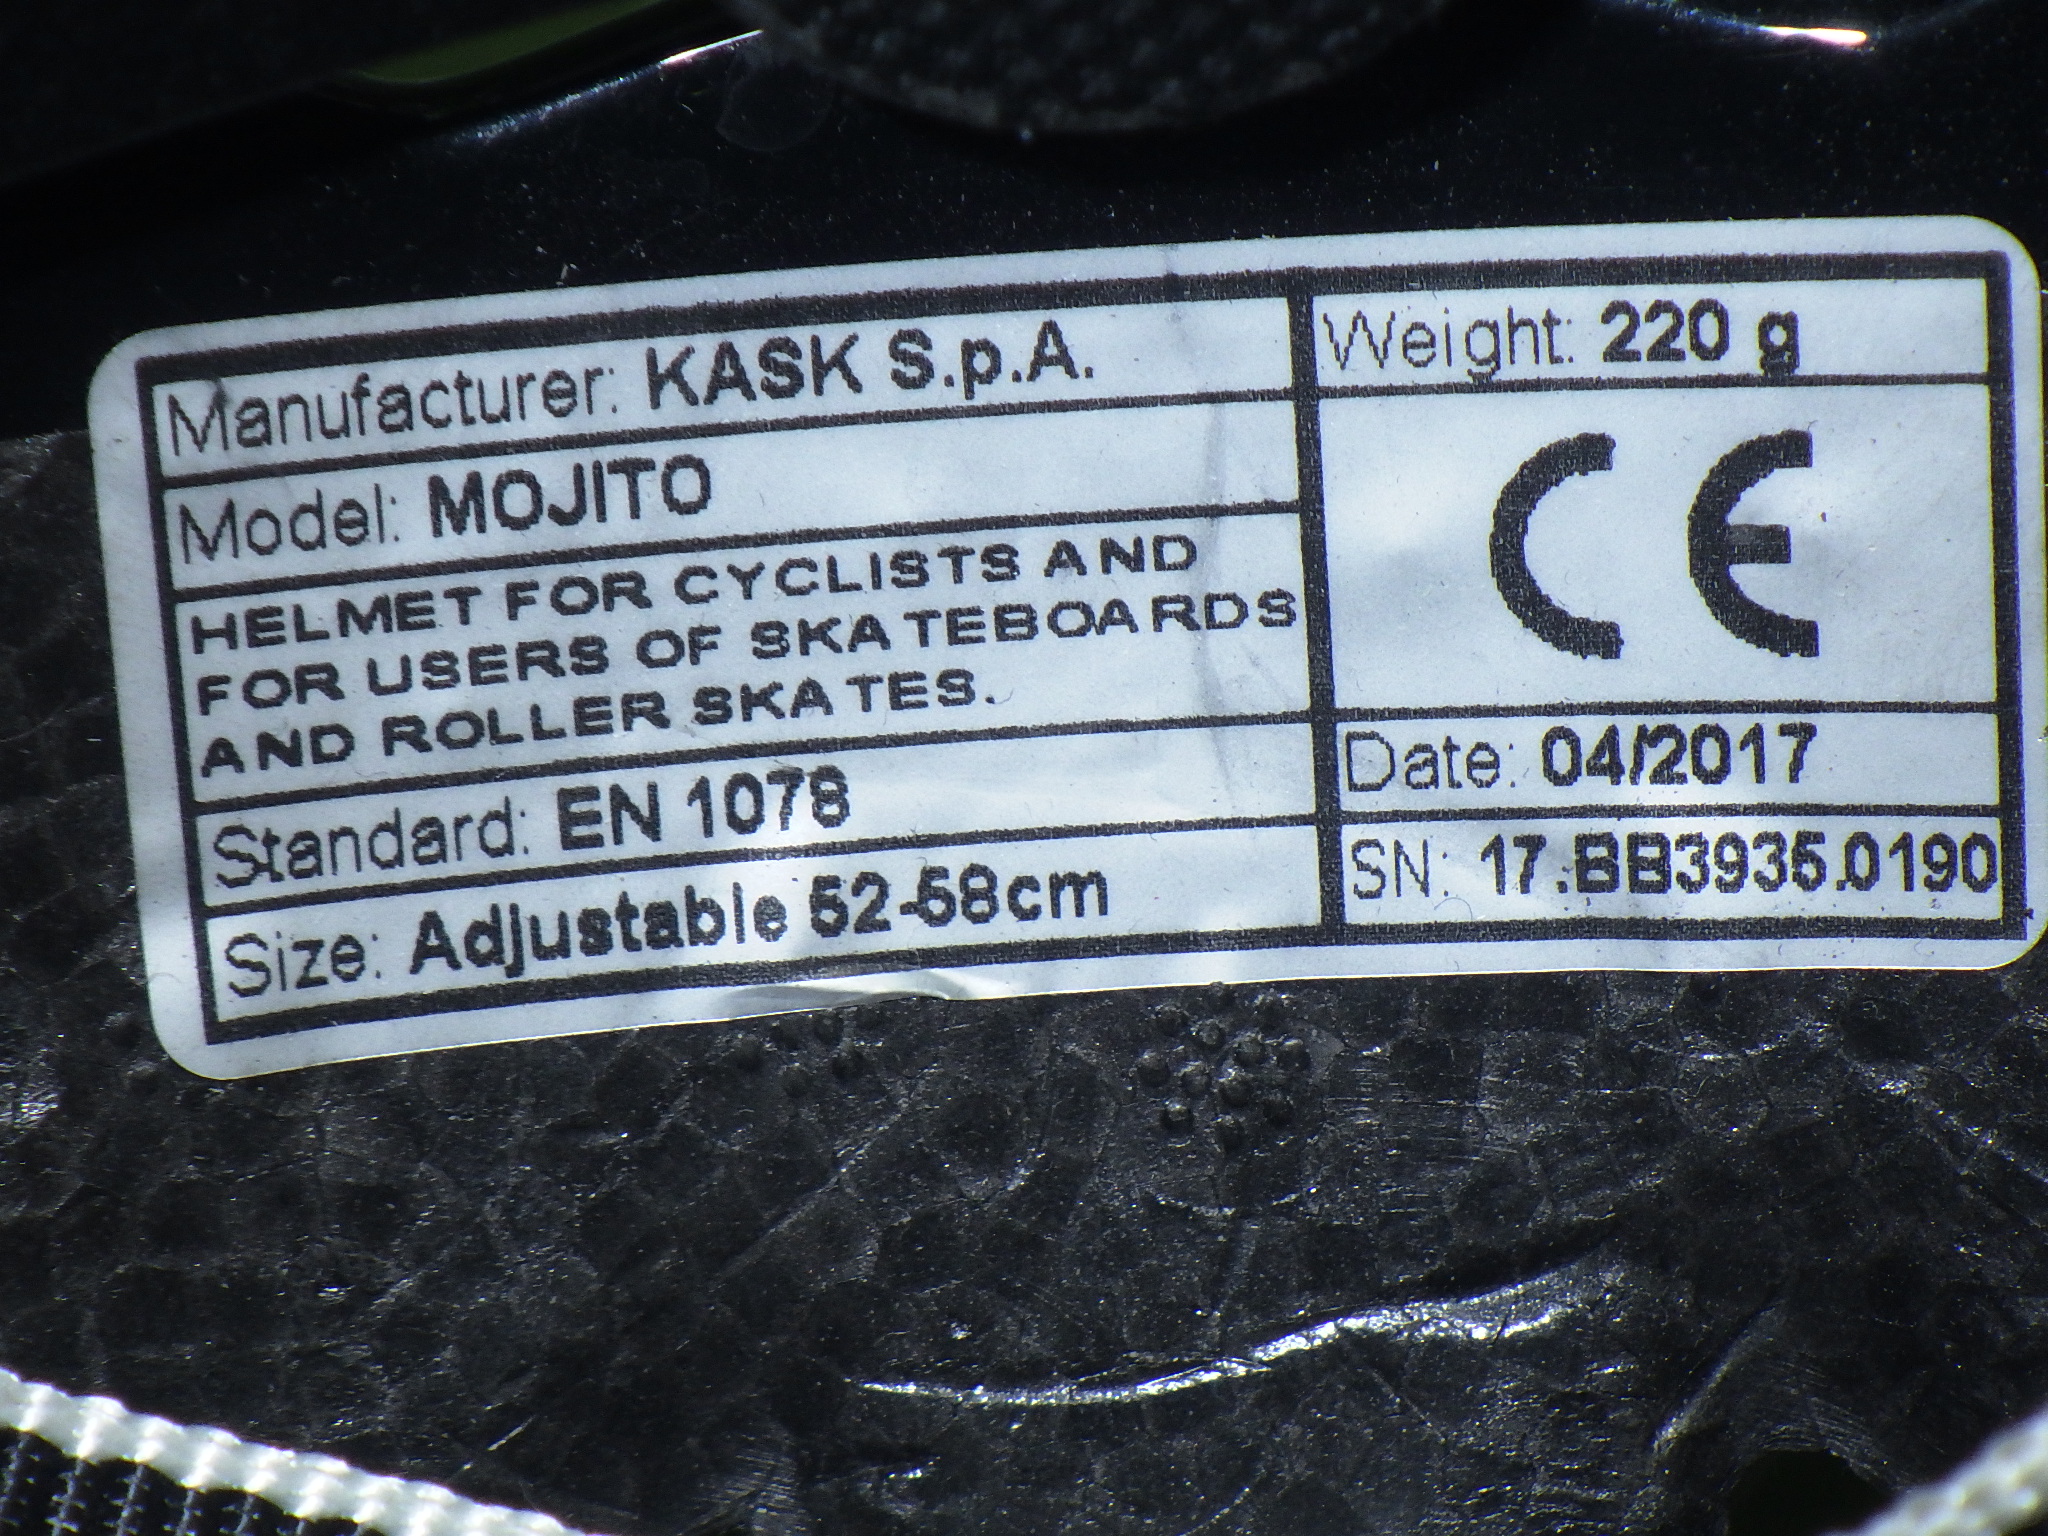 Manufacturer: KASK S.p.A.
Model: MOJITO
HELMET FOR CYCLISTS AND
FOR USERS OF SKATEBOARDS
AND ROLLER SKATES.
Standard: EN 1078
Size: Adjustable 52-58cm
Weight: 220 g
CE
Date: 04/2017
SN: 17.BB3935.0190